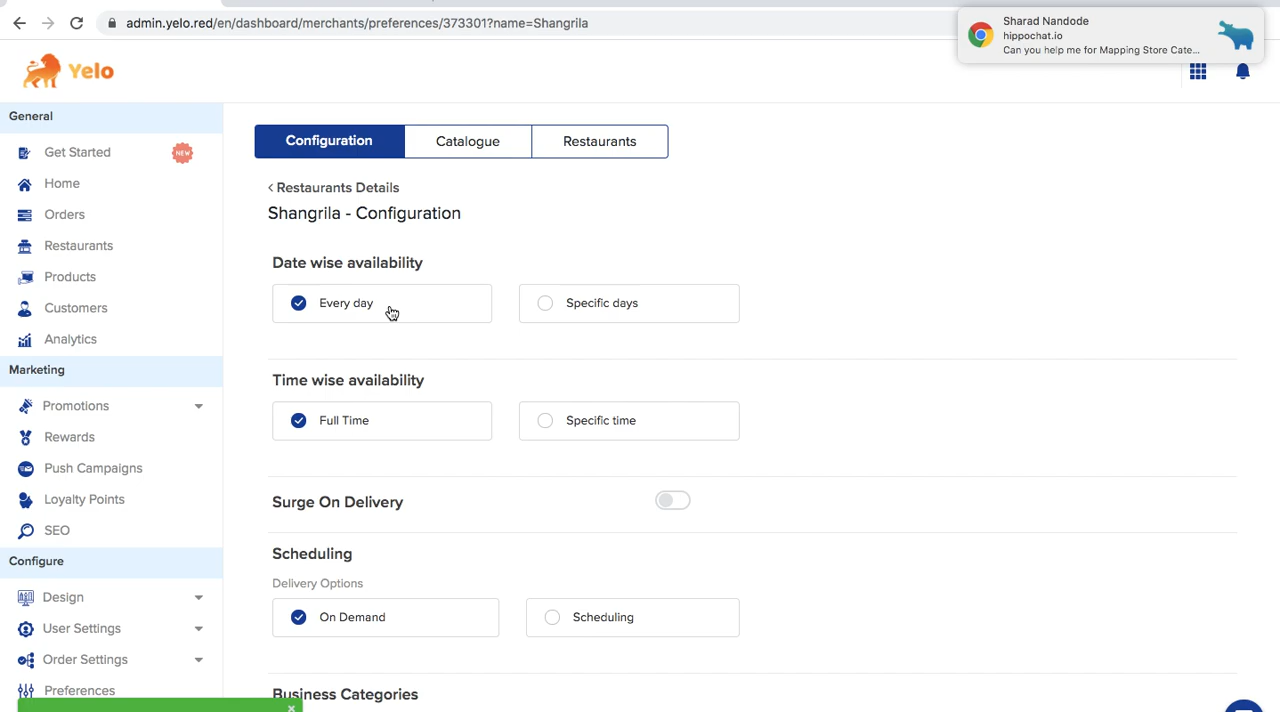 admin.yelo.red/en/dashboard/merchants/preferences/373301?name=Shangrila
Sharad Nandode
hippochat.io
Can you help me for Mapping Store Cate...
Yelo
General
Get Started
NEW
Home
Orders
Restaurants
Products
Customers
Analytics
Marketing
Promotions
Rewards
Push Campaigns
Loyalty Points
SEO
Configure
Design
User Settings
Order Settings
Preferences
Configuration
Catalogue
Restaurants
< Restaurants Details
Shangrila - Configuration
Date wise availability
Every day
Specific days
Time wise availability
Full Time
Specific time
Surge On Delivery
Scheduling
Delivery Options
On Demand
Scheduling
Business Categories